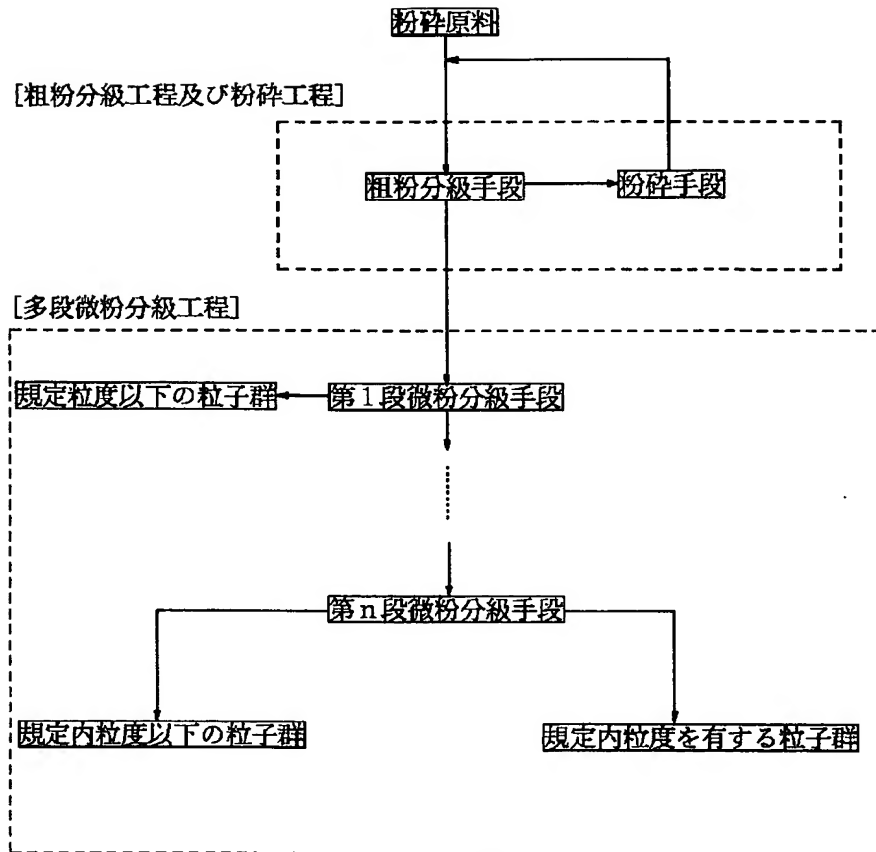 粉砕原料
[粗粉分級工程及び粉砕工程]
粗粉分級手段
粉砕手段
[多段微粉分級工程]
規定粒度以下の粒子群
第１段微粉分級手段
第ｎ段微粉分級手段
規定内粒度以下の粒子群
規定内粒度を有する粒子群